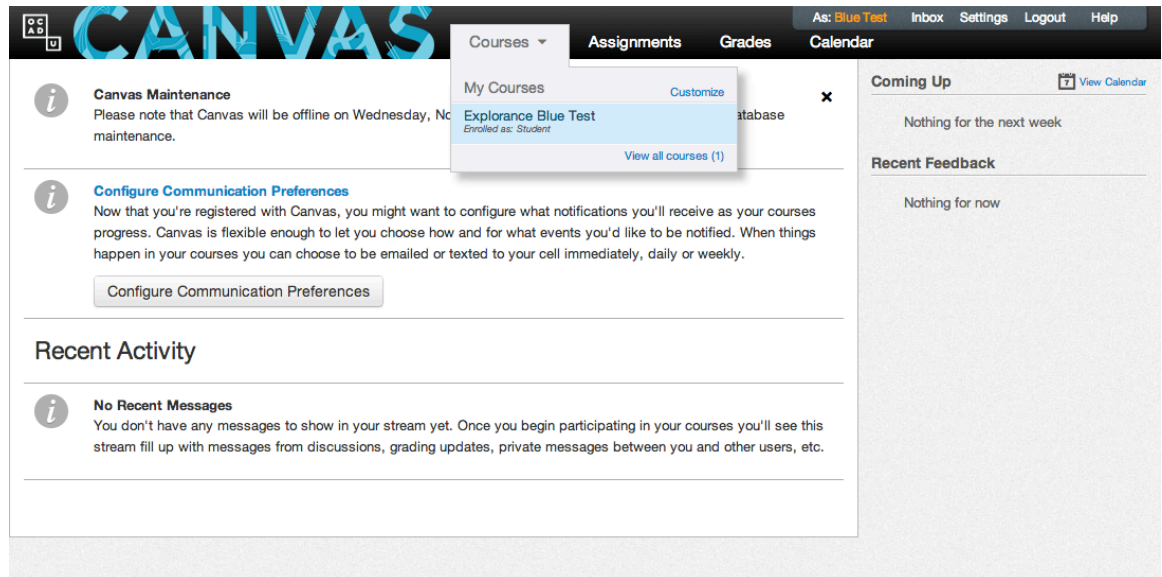 OC
AD
U
CANVAS
As: Blue Test Inbox Settings Logout Help
Courses Assignments Grades Calendar
My Courses Customize
Explorance Blue Test
Enrolled as: Student
View all courses (1)
Canvas Maintenance
Please note that Canvas will be offline on Wednesday, No atabase
maintenance.
Configure Communication Preferences
Now that you're registered with Canvas, you might want to configure what notifications you'll receive as your courses
progress. Canvas is flexible enough to let you choose how and for what events you'd like to be notified. When things
happen in your courses you can choose to be emailed or texted to your cell immediately, daily or weekly.
Configure Communication Preferences
Recent Activity
No Recent Messages
You don't have any messages to show in your stream yet. Once you begin participating in your courses you'll see this
stream fill up with messages from discussions, grading updates, private messages between you and other users, etc.
Coming Up 7 View Calendar
Nothing for the next week
Recent Feedback
Nothing for now